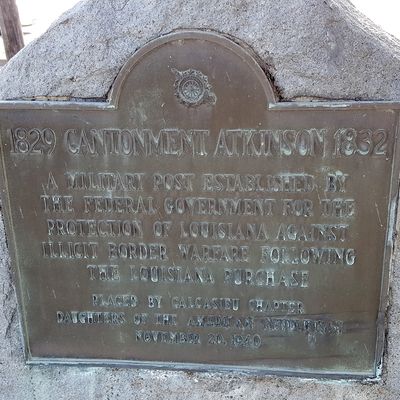 1829 CANTONMENT ATKINSON 1832
A MILITARY POST ESTABLISHED BY
THE FEDERAL GOVERNMENT FOR THE
PROTECTION OF LOUISIANA AGAINST
ILLICIT BORDER WARFARE FOLLOWING
THE LOUISIANA PURCHASE
PLACED BY CALCASIEU CHAPTER
DAUGHTERS OF THE AMERICAN REVOLUTION
NOVEMBER 20, 1940